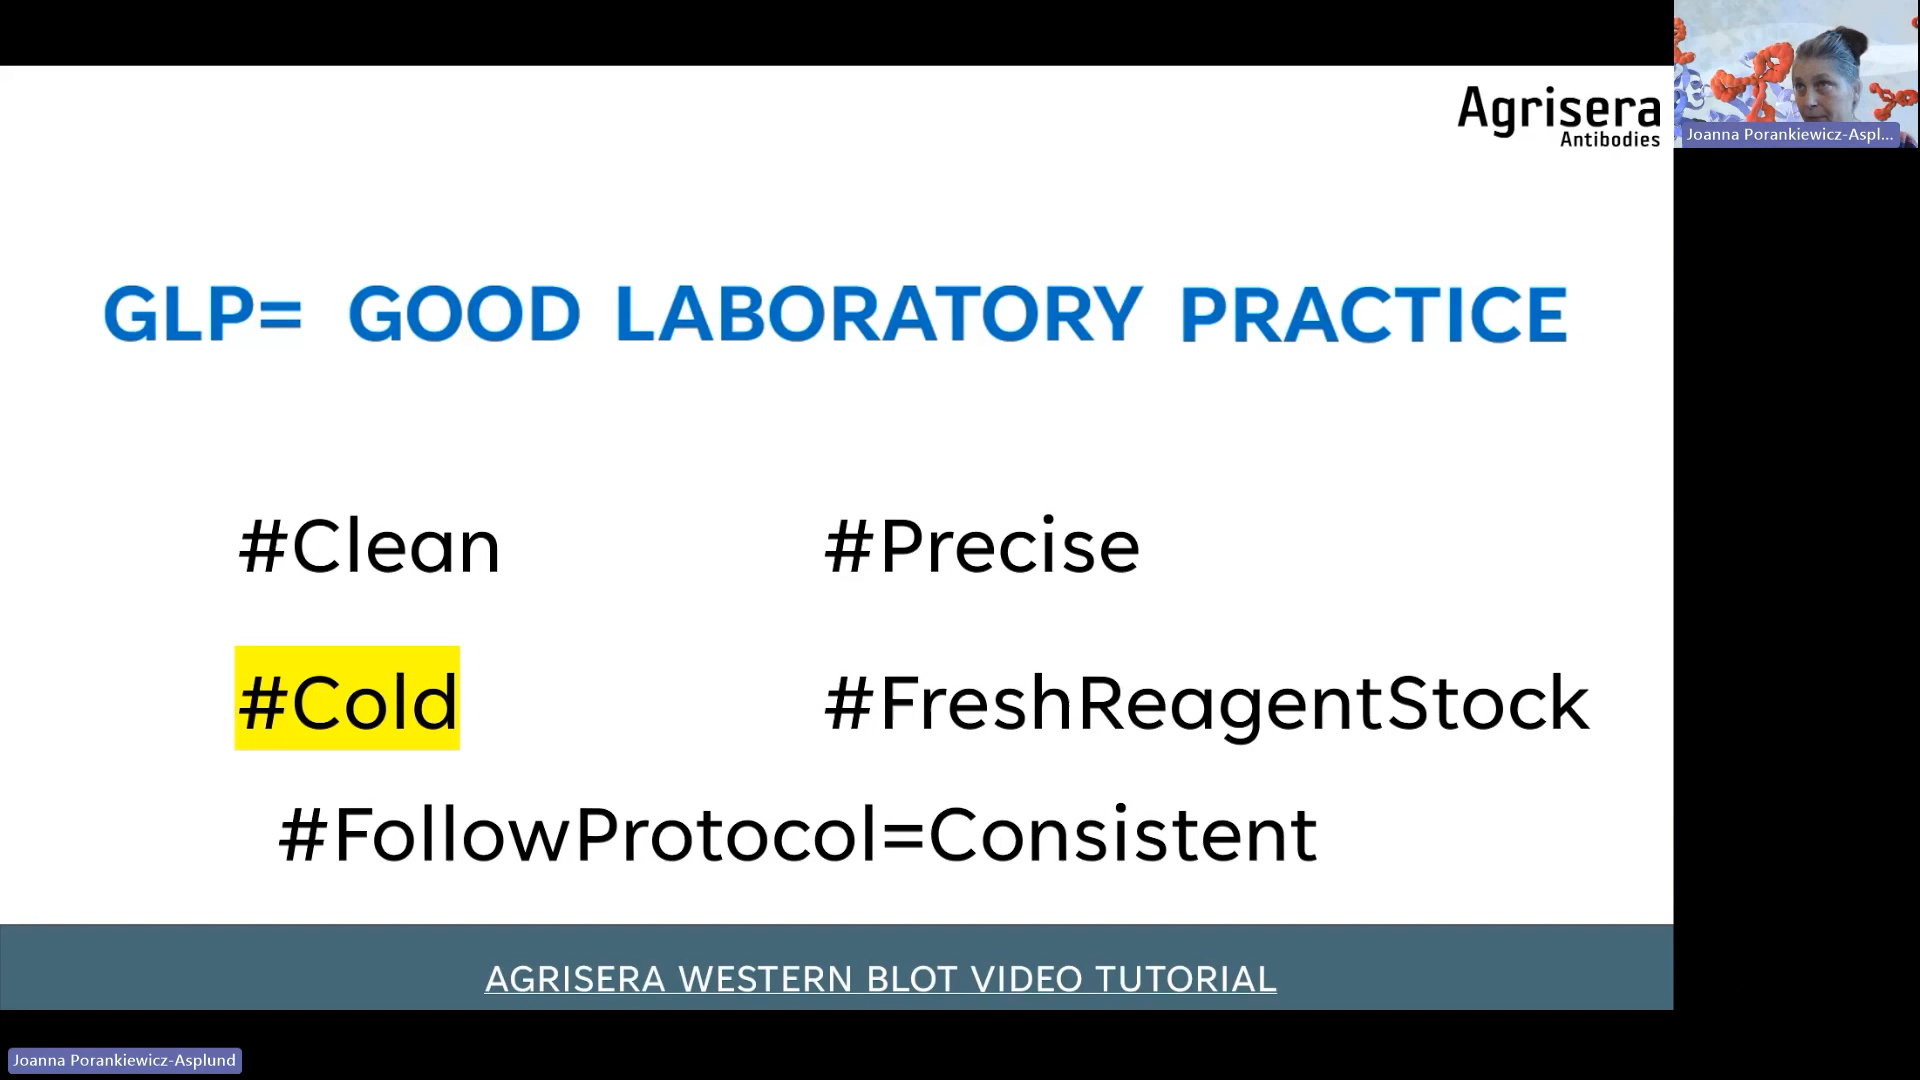 Agrisera
Antibodies
Joanna Porankiewicz-Aspl...
GLP= GOOD LABORATORY PRACTICE
#Clean #Precise
#Cold #FreshReagentStock
#FollowProtocol=Consistent
AGRISERA WESTERN BLOT VIDEO TUTORIAL
Joanna Porankiewicz-Asplund